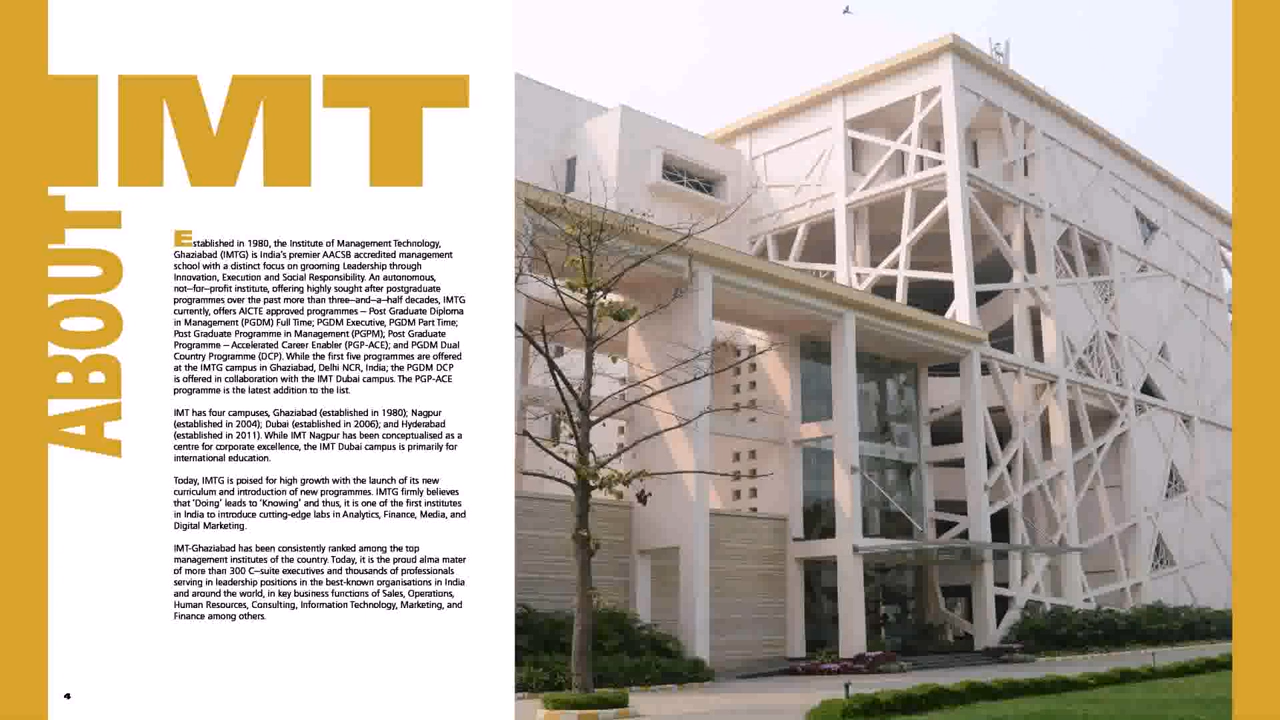 ABOUT
IMT
Established in 1980, the Institute of Management Technology,
Ghaziabad (IMTG) is India's premier AACSB accredited management
school with a distinct focus on grooming Leadership through
Innovation, Execution and Social Responsibility. An autonomous,
not–for–profit institute, offering highly sought after postgraduate
programmes over the past more than three–and–a–half decades, IMTG
currently, offers AICTE approved programmes – Post Graduate Diploma
in Management (PGDM) Full Time; PGDM Executive, PGDM Part Time;
Post Graduate Programme in Management (PGPM); Post Graduate
Programme – Accelerated Career Enabler (PGP-ACE); and PGDM Dual
Country Programme (DCP). While the first five programmes are offered
at the IMTG campus in Ghaziabad, Delhi NCR, India; the PGDM DCP
is offered in collaboration with the IMT Dubai campus. The PGP-ACE
programme is the latest addition to the list.
IMT has four campuses, Ghaziabad (established in 1980); Nagpur
(established in 2004); Dubai (established in 2006); and Hyderabad
(established in 2011). While IMT Nagpur has been conceptualised as a
centre for corporate excellence, the IMT Dubai campus is primarily for
international education.
Today, IMTG is poised for high growth with the launch of its new
curriculum and introduction of new programmes. IMTG firmly believes
that 'Doing' leads to 'Knowing' and thus, it is one of the first institutes
in India to introduce cutting-edge labs in Analytics, Finance, Media, and
Digital Marketing.
IMT-Ghaziabad has been consistently ranked among the top
management institutes of the country. Today, it is the proud alma mater
of more than 300 C–suite executives and thousands of professionals
serving in leadership positions in the best-known organisations in India
and around the world, in key business functions of Sales, Operations,
Human Resources, Consulting, Information Technology, Marketing, and
Finance among others.
4